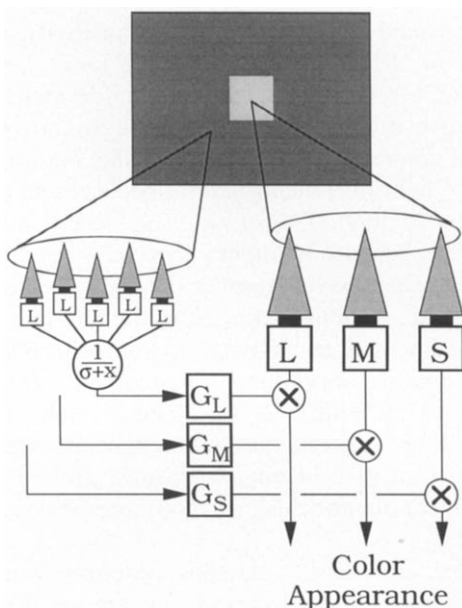 L L L L L
1
σ+x
L M S
G_L
G_M
G_S
Color
Appearance